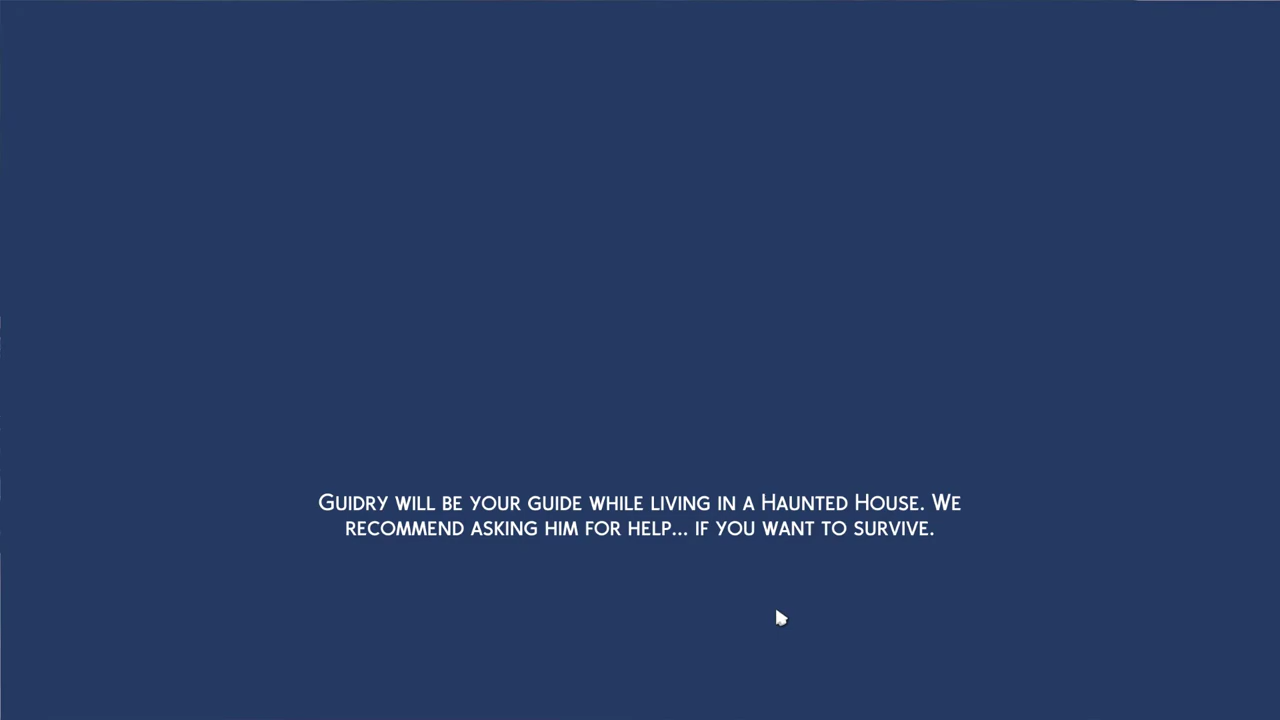 Guidry will be your guide while living in a Haunted House. We
recommend asking him for help... if you want to survive.